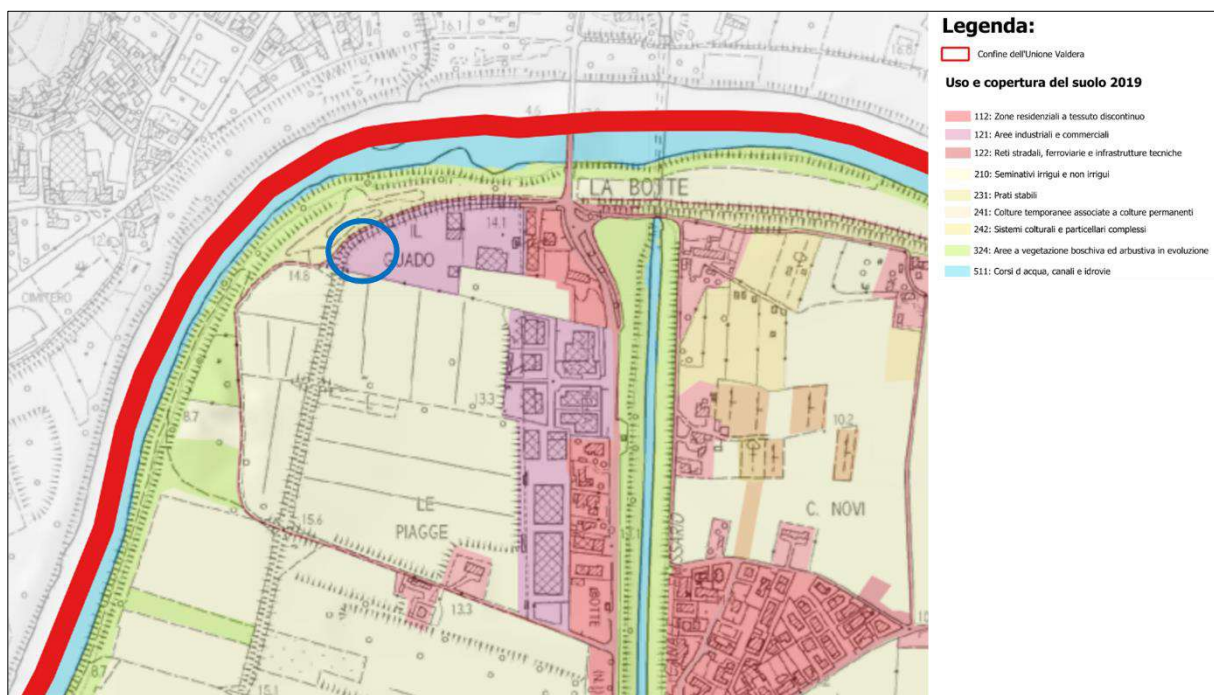 Legenda:
Confine dell'Unione Valdera
Uso e copertura del suolo 2019
112: Zone residenziali a tessuto discontinuo
121: Aree industriali e commerciali
122: Reti stradali, ferroviarie e infrastrutture tecniche
210: Seminativi irrigui e non irrigui
231: Prati stabili
241: Colture temporanee associate a colture permanenti
242: Sistemi colturali e particellari complessi
324: Aree a vegetazione boschiva ed arbustiva in evoluzione
511: Corsi d acqua, canali e idrovie
16.1
4.6
LA BOTTE
14.1
IL
GUADO
14.8
CIMITERO
13.3
8.7
10.2
LE
PIAGGE
C. NOVI
15.6
13.3
BOTTE
8.7
15.1